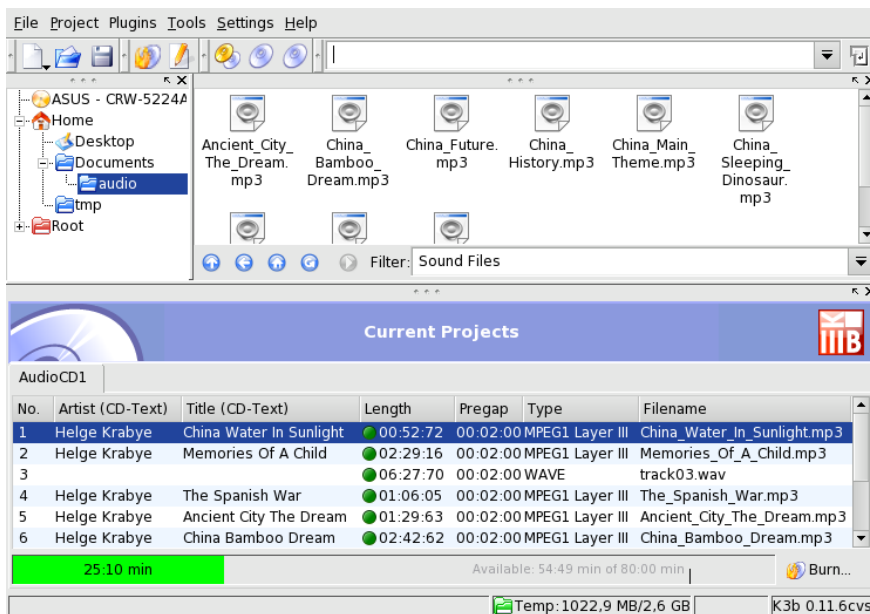 File Project Plugins Tools Settings Help
ASUS - CRW-5224A
Home
Desktop
Documents
audio
tmp
Root
Ancient_City_
The_Dream.
mp3
China_
Bamboo_
Dream.mp3
China_Future.
mp3
China_
History.mp3
China_Main_
Theme.mp3
China_
Sleeping_
Dinosaur.
mp3
Filter: Sound Files
Current Projects
K3B
AudioCD1
No. Artist (CD-Text) Title (CD-Text) Length Pregap Type Filename
1 Helge Krabye China Water In Sunlight 00:52:72 00:02:00 MPEG1 Layer III China_Water_In_Sunlight.mp3
2 Helge Krabye Memories Of A Child 02:29:16 00:02:00 MPEG1 Layer III Memories_Of_A_Child.mp3
3 06:27:70 00:02:00 WAVE track03.wav
4 Helge Krabye The Spanish War 01:06:05 00:02:00 MPEG1 Layer III The_Spanish_War.mp3
5 Helge Krabye Ancient City The Dream 01:29:63 00:02:00 MPEG1 Layer III Ancient_City_The_Dream.mp3
6 Helge Krabye China Bamboo Dream 02:42:62 00:02:00 MPEG1 Layer III China_Bamboo_Dream.mp3
25:10 min Available: 54:49 min of 80:00 min Burn...
Temp: 1022,9 MB/2,6 GB K3b 0.11.6cvs